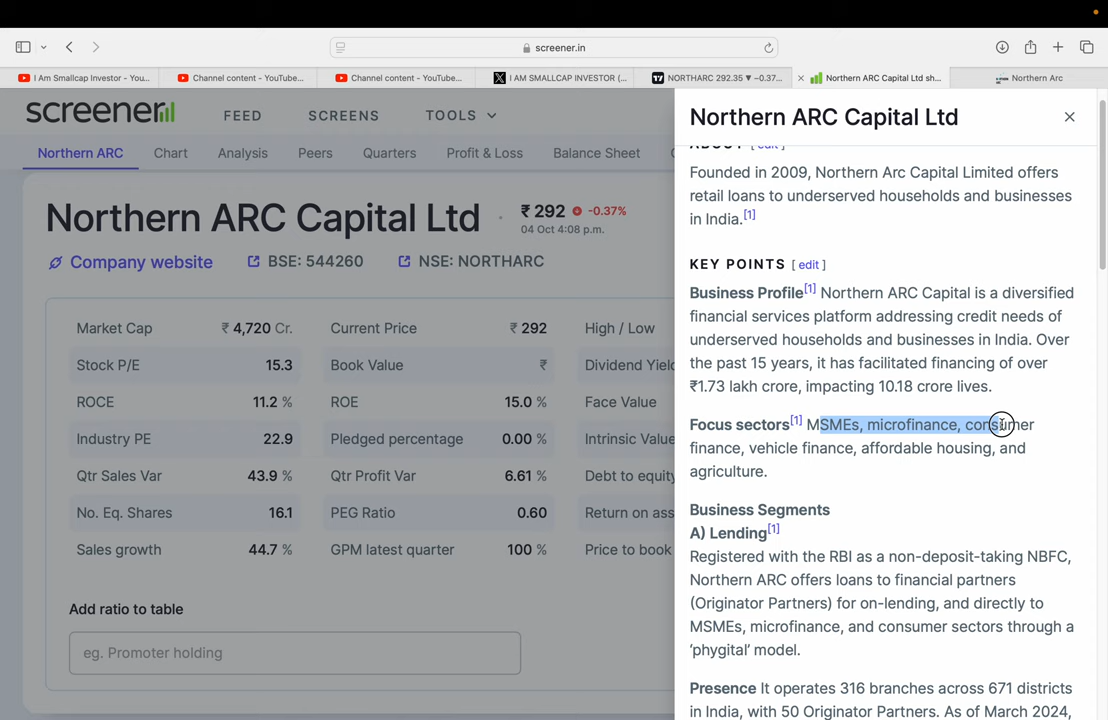 screener.in
I Am Smallcap Investor - You...
Channel content - YouTube...
Channel content - YouTube...
I AM SMALLCAP INVESTOR (...
NORTHARC 292.35 ▼ −0.37...
Northern ARC Capital Ltd sh...
Northern Arc
screener
FEED
SCREENS
TOOLS
Northern ARC
Chart
Analysis
Peers
Quarters
Profit & Loss
Balance Sheet
Northern ARC Capital Ltd
₹ 292
-0.37%
04 Oct 4:08 p.m.
Company website
BSE: 544260
NSE: NORTHARC
Market Cap ₹ 4,720 Cr.
Current Price ₹ 292
High / Low
Stock P/E 15.3
Book Value ₹
Dividend Yiel
ROCE 11.2 %
ROE 15.0 %
Face Value
Industry PE 22.9
Pledged percentage 0.00 %
Intrinsic Value
Qtr Sales Var 43.9 %
Qtr Profit Var 6.61 %
Debt to equity
No. Eq. Shares 16.1
PEG Ratio 0.60
Return on ass
Sales growth 44.7 %
GPM latest quarter 100 %
Price to book
Add ratio to table
eg. Promoter holding
Northern ARC Capital Ltd
ABOUT [ edit ]
Founded in 2009, Northern Arc Capital Limited offers
retail loans to underserved households and businesses
in India.[1]
KEY POINTS [ edit ]
Business Profile[1] Northern ARC Capital is a diversified
financial services platform addressing credit needs of
underserved households and businesses in India. Over
the past 15 years, it has facilitated financing of over
₹1.73 lakh crore, impacting 10.18 crore lives.
Focus sectors[1] MSMEs, microfinance, consumer
finance, vehicle finance, affordable housing, and
agriculture.
Business Segments
A) Lending[1]
Registered with the RBI as a non-deposit-taking NBFC,
Northern ARC offers loans to financial partners
(Originator Partners) for on-lending, and directly to
MSMEs, microfinance, and consumer sectors through a
‘phygital’ model.
Presence It operates 316 branches across 671 districts
in India, with 50 Originator Partners. As of March 2024,